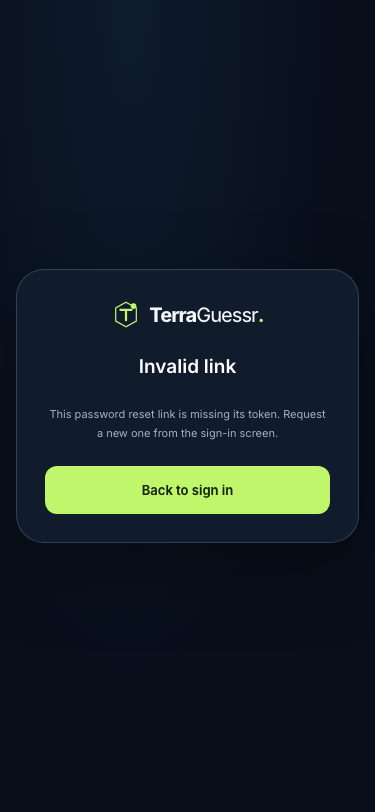 TerraGuessr.
Invalid link
This password reset link is missing its token. Request
a new one from the sign-in screen.
Back to sign in